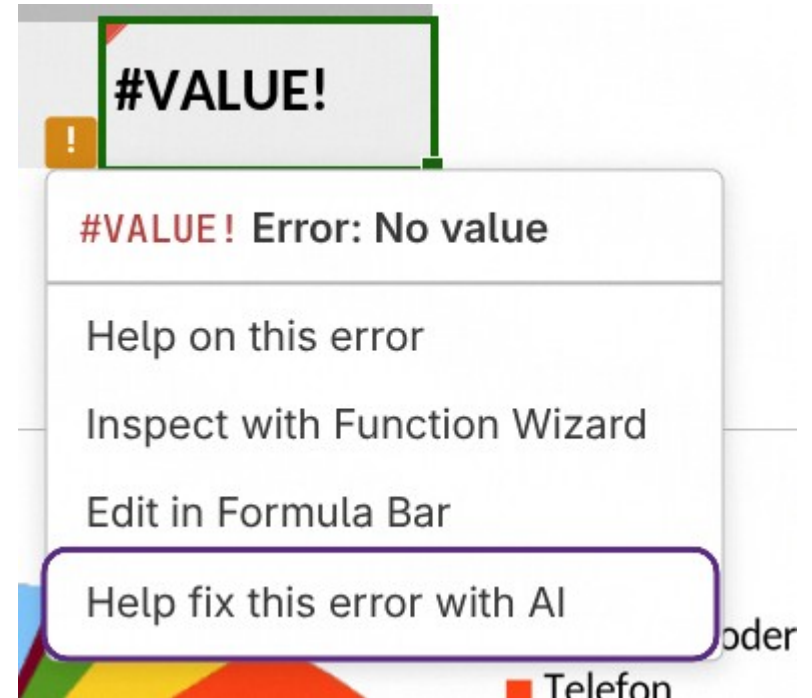 #VALUE!
!
#VALUE! Error: No value
Help on this error
Inspect with Function Wizard
Edit in Formula Bar
Help fix this error with AI
Telefon